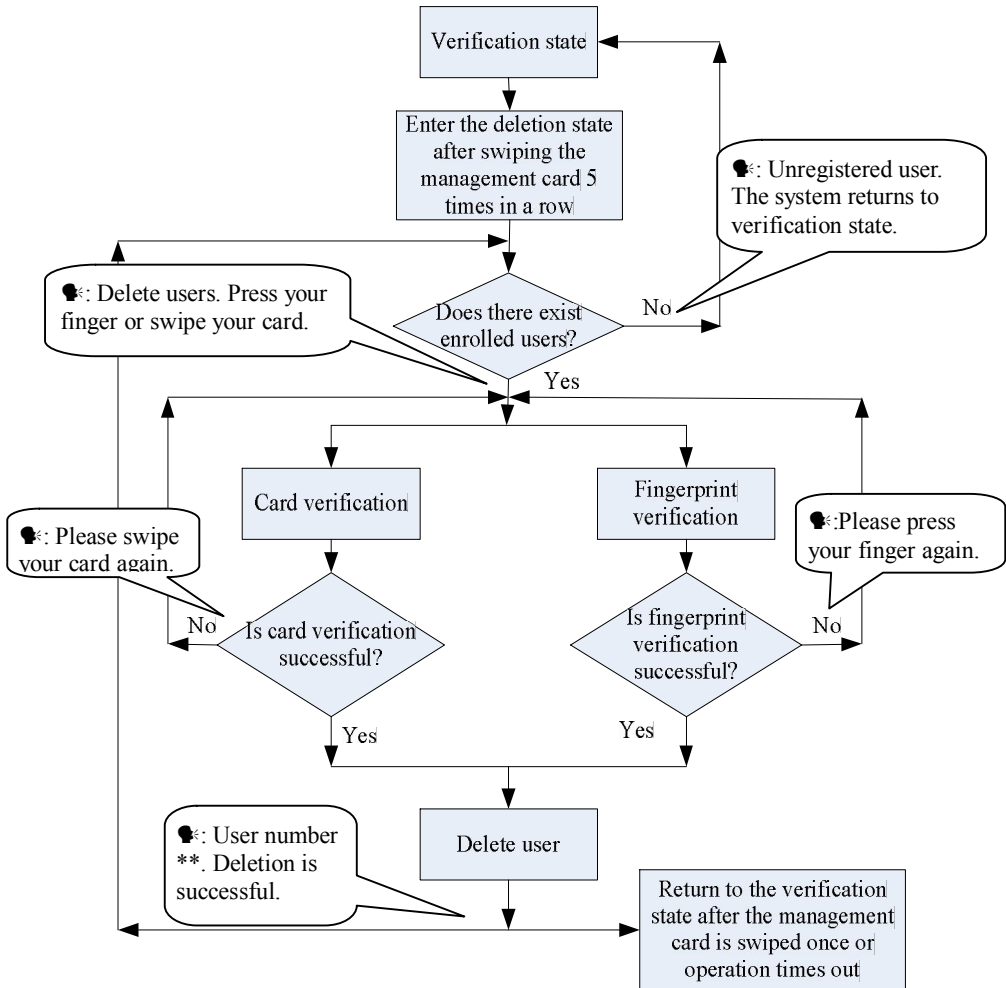 Verification state
Enter the deletion state
after swiping the
management card 5
times in a row
🗣: Unregistered user.
The system returns to
verification state.
🗣: Delete users. Press your
finger or swipe your card.
Does there exist
enrolled users?
No
Yes
Card verification
Fingerprint
verification
🗣: Please swipe
your card again.
🗣:Please press
your finger again.
No
Is card verification
successful?
Is fingerprint
verification
successful?
No
Yes
Yes
🗣: User number
**. Deletion is
successful.
Delete user
Return to the verification
state after the management
card is swiped once or
operation times out